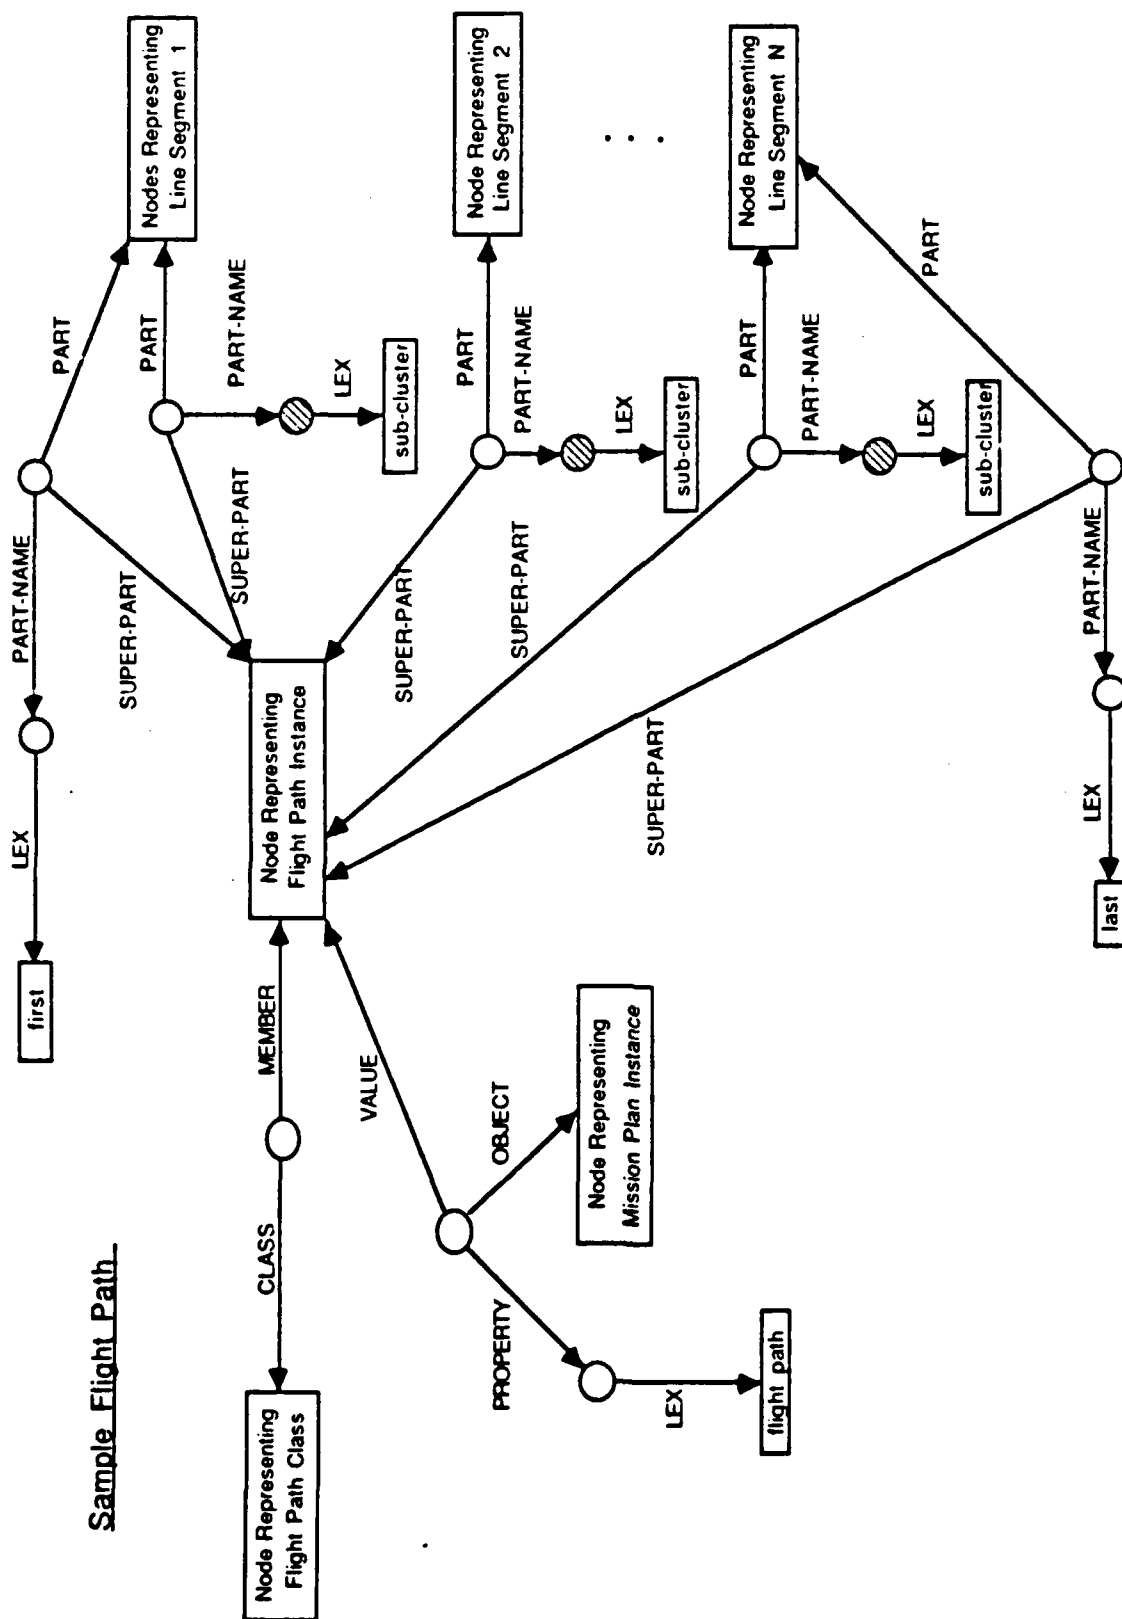 Sample Flight Path
first
LEX
PART-NAME
PART
SUPER-PART
Nodes Representing
Line Segment 1
PART
PART-NAME
LEX
sub-cluster
SUPER-PART
Node Representing
Flight Path Class
CLASS
MEMBER
Node Representing
Flight Path Instance
VALUE
OBJECT
Node Representing
Mission Plan Instance
PROPERTY
LEX
flight path
SUPER-PART
PART
Node Representing
Line Segment 2
PART-NAME
LEX
sub-cluster
. . .
SUPER-PART
PART
Node Representing
Line Segment N
PART-NAME
LEX
sub-cluster
SUPER-PART
PART
PART-NAME
LEX
last